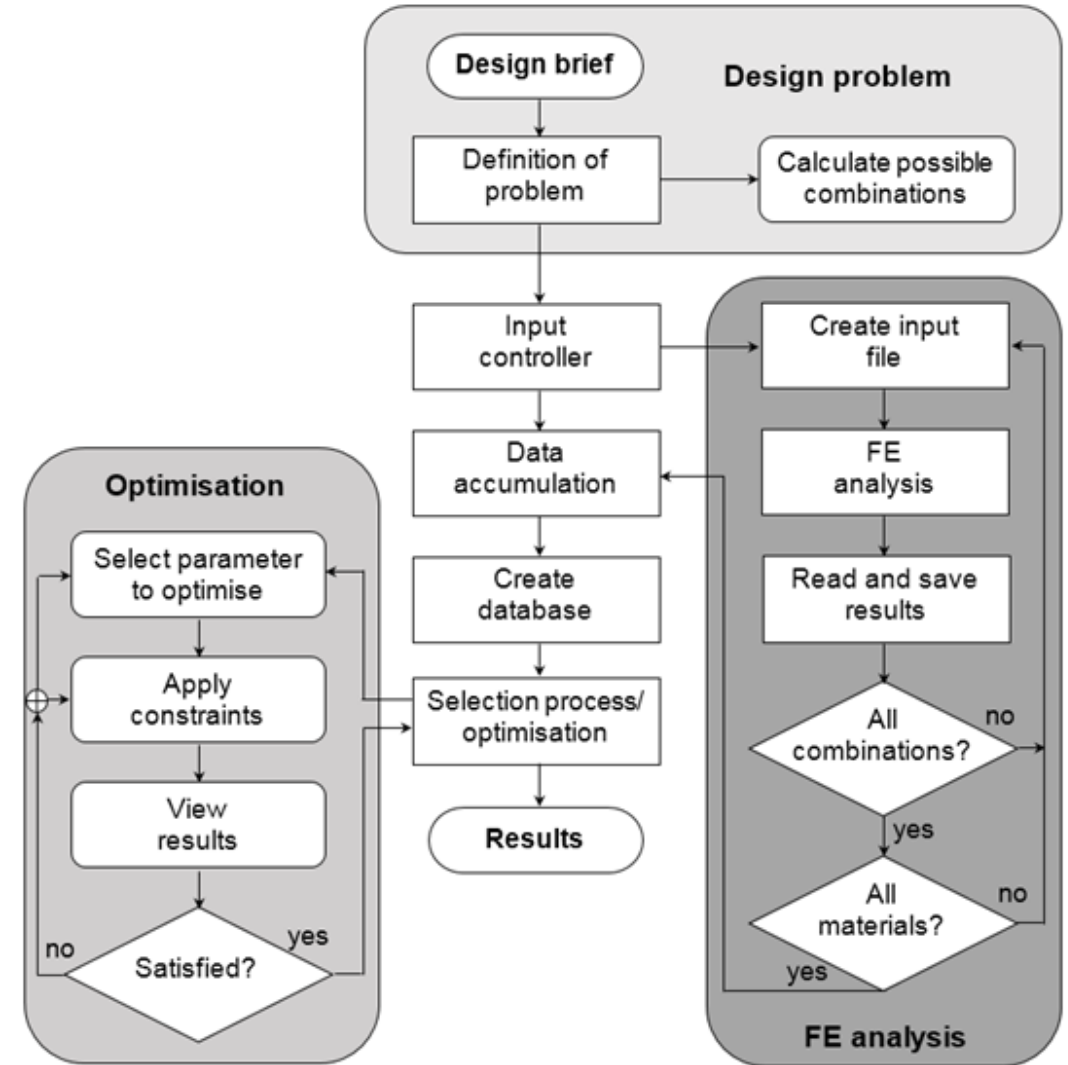 Design brief
Design problem
Definition of
problem
Calculate possible
combinations
Input
controller
Create input
file
Data
accumulation
FE
analysis
Optimisation
Select parameter
to optimise
Create
database
Read and save
results
Apply
constraints
Selection process/
optimisation
All
combinations?
no
yes
View
results
Results
All
materials?
no
yes
Satisfied?
no
yes
FE analysis